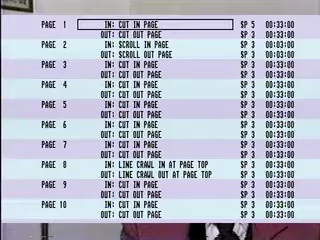 PAGE 1 IN: CUT IN PAGE SP 5 00:33:00
OUT: CUT OUT PAGE SP 3 00:33:00
PAGE 2 IN: SCROLL IN PAGE SP 3 00:33:00
OUT: SCROLL OUT PAGE SP 3 00:33:00
PAGE 3 IN: CUT IN PAGE SP 3 00:33:00
OUT: CUT OUT PAGE SP 3 00:33:00
PAGE 4 IN: CUT IN PAGE SP 3 00:33:00
OUT: CUT OUT PAGE SP 3 00:33:00
PAGE 5 IN: CUT IN PAGE SP 3 00:33:00
OUT: CUT OUT PAGE SP 3 00:33:00
PAGE 6 IN: CUT IN PAGE SP 3 00:33:00
OUT: CUT OUT PAGE SP 3 00:33:00
PAGE 7 IN: CUT IN PAGE SP 3 00:33:00
OUT: CUT OUT PAGE SP 3 00:33:00
PAGE 8 IN: LINE CRAWL IN AT PAGE TOP SP 3 00:33:00
OUT: LINE CRAWL OUT AT PAGE TOP SP 3 00:33:00
PAGE 9 IN: CUT IN PAGE SP 3 00:33:00
OUT: CUT OUT PAGE SP 3 00:33:00
PAGE 10 IN: CUT IN PAGE SP 3 00:33:00
OUT: CUT OUT PAGE SP 3 00:33:00